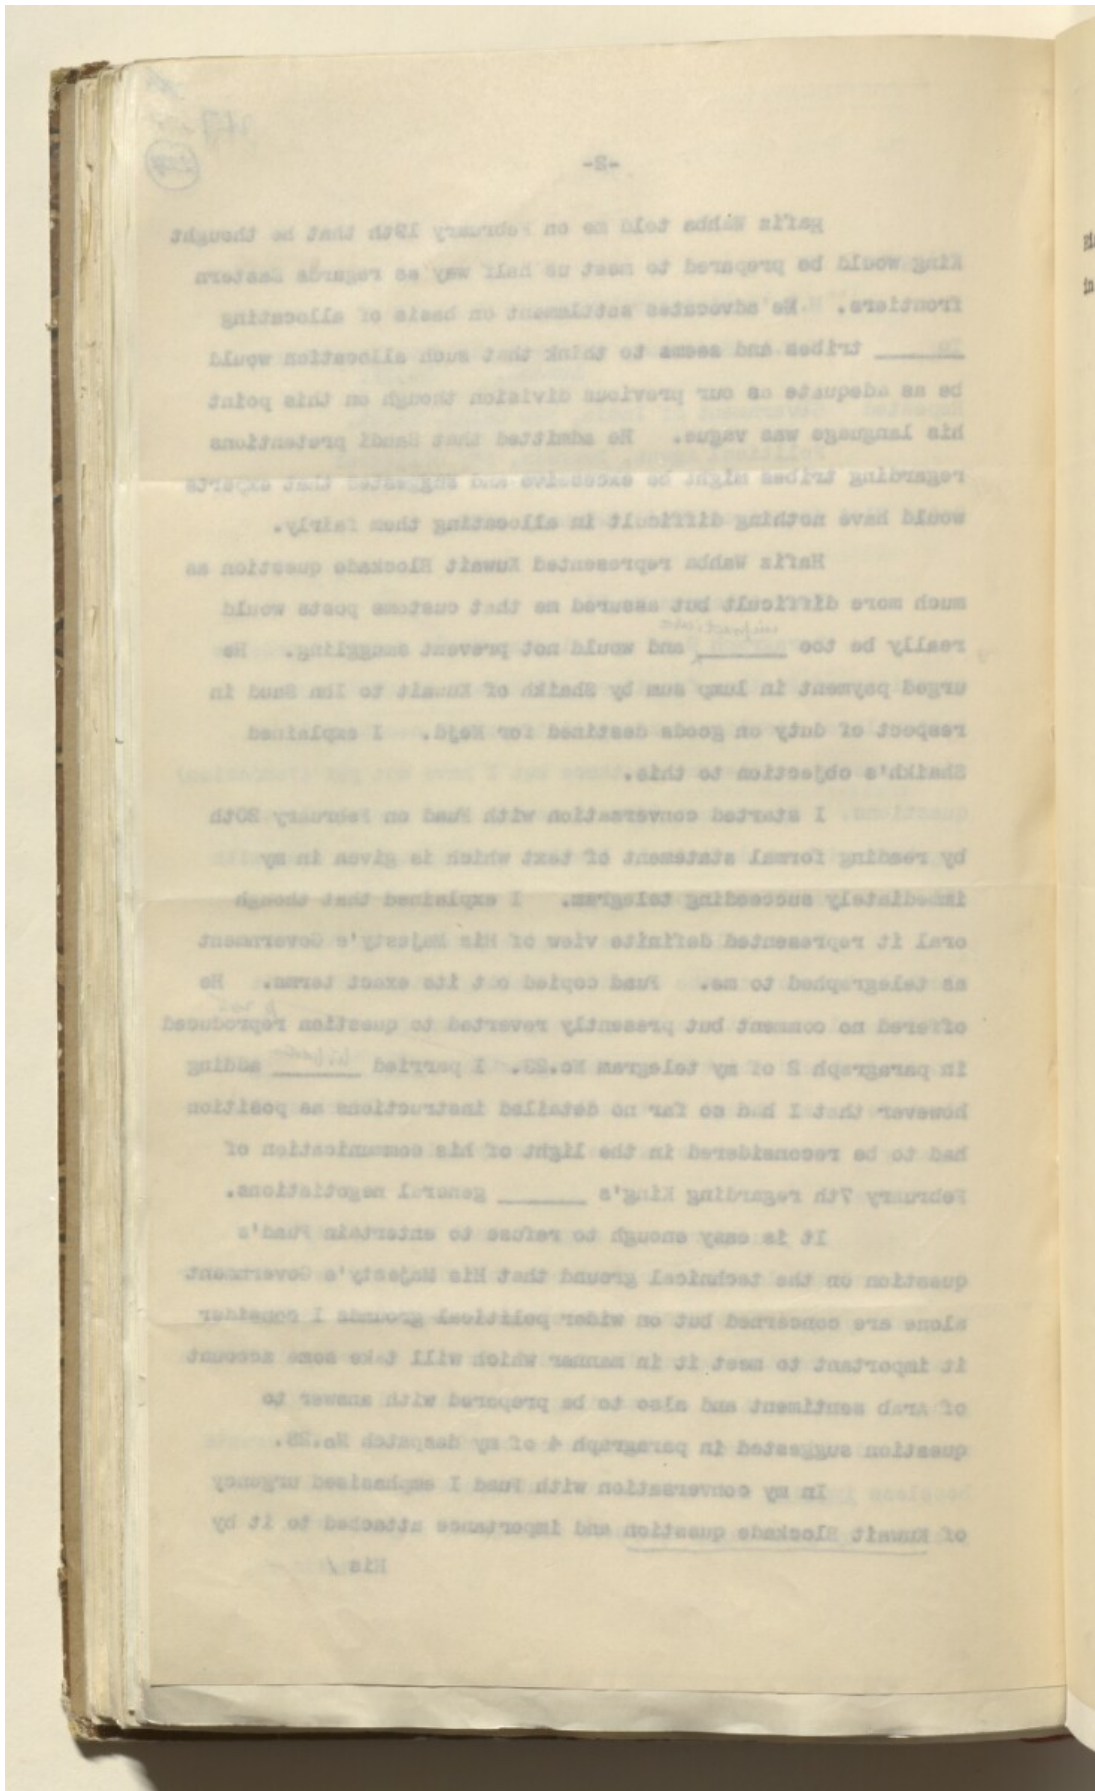 -2-
Hafiz Wahba told me on February 19th that he thought
King would be prepared to meet us half way as regards Eastern
frontiers. He advocates settlement on basis of allocating
tribes and seems to think that such allocation would
be as adequate as our previous division though on this point
his language was vague. He admitted that Saudi pretentions
regarding tribes might be excessive and suggested that experts
would have nothing difficult in allocating them fairly.
Hafiz Wahba represented Kuwait Blockade question as
much more difficult but assured me that customs posts would
really be too and would not prevent smuggling. He
urged payment in lump sum by Shaikh of Kuwait to Ibn Saud in
respect of duty on goods destined for Nejd. I explained
Shaikh's objection to this.
I started conversation with Fuad on February 20th
by reading formal statement of text which is given in my
immediately succeeding telegram. I explained that though
oral it represented definite view of His Majesty's Government
as telegraphed to me. Fuad copied out its exact terms. He
offered no comment but presently reverted to question reproduced
in paragraph 2 of my telegram No.23. I parried adding
however that I had so far no detailed instructions as position
had to be reconsidered in the light of his communication of
February 7th regarding King's general negotiations.
It is easy enough to refuse to entertain Fuad's
question on the technical ground that His Majesty's Government
alone are concerned but on wider political grounds I consider
it important to meet it in manner which will take some account
of Arab sentiment and also to be prepared with answer to
question suggested in paragraph 4 of my despatch No.28.
In my conversation with Fuad I emphasised urgency
of Kuwait Blockade question and importance attached to it by
His /